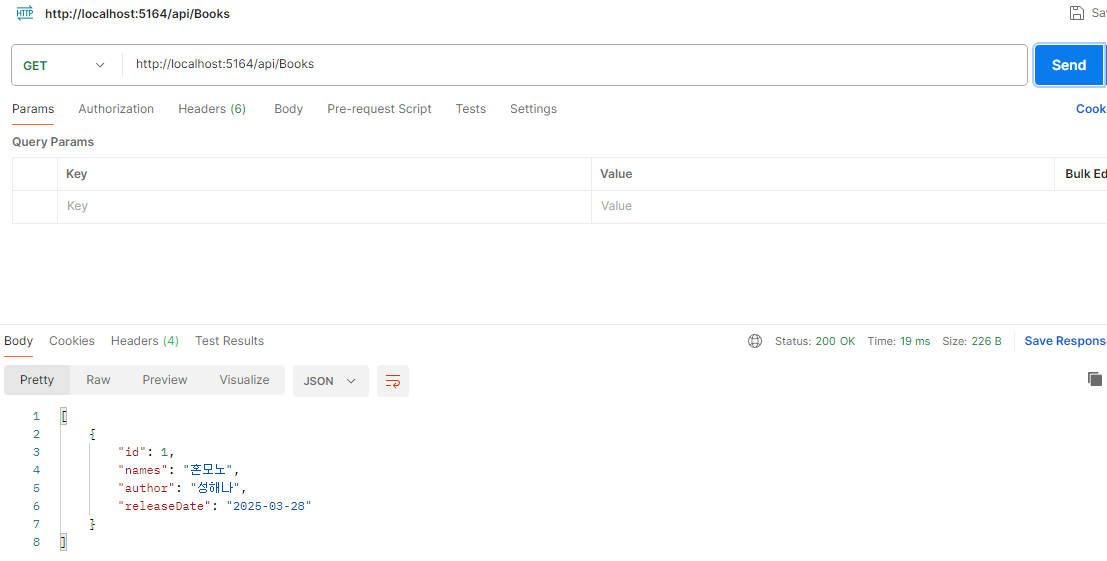 HTTP http://localhost:5164/api/Books Sav
GET http://localhost:5164/api/Books Send
Params Authorization Headers (6) Body Pre-request Script Tests Settings Cook
Query Params
Key Value Bulk Ed
Key Value
Body Cookies Headers (4) Test Results Status: 200 OK Time: 19 ms Size: 226 B Save Respons
Pretty Raw Preview Visualize JSON
1 [
2 {
3 "id": 1,
4 "names": "혼모노",
5 "author": "성해나",
6 "releaseDate": "2025-03-28"
7 }
8 ]